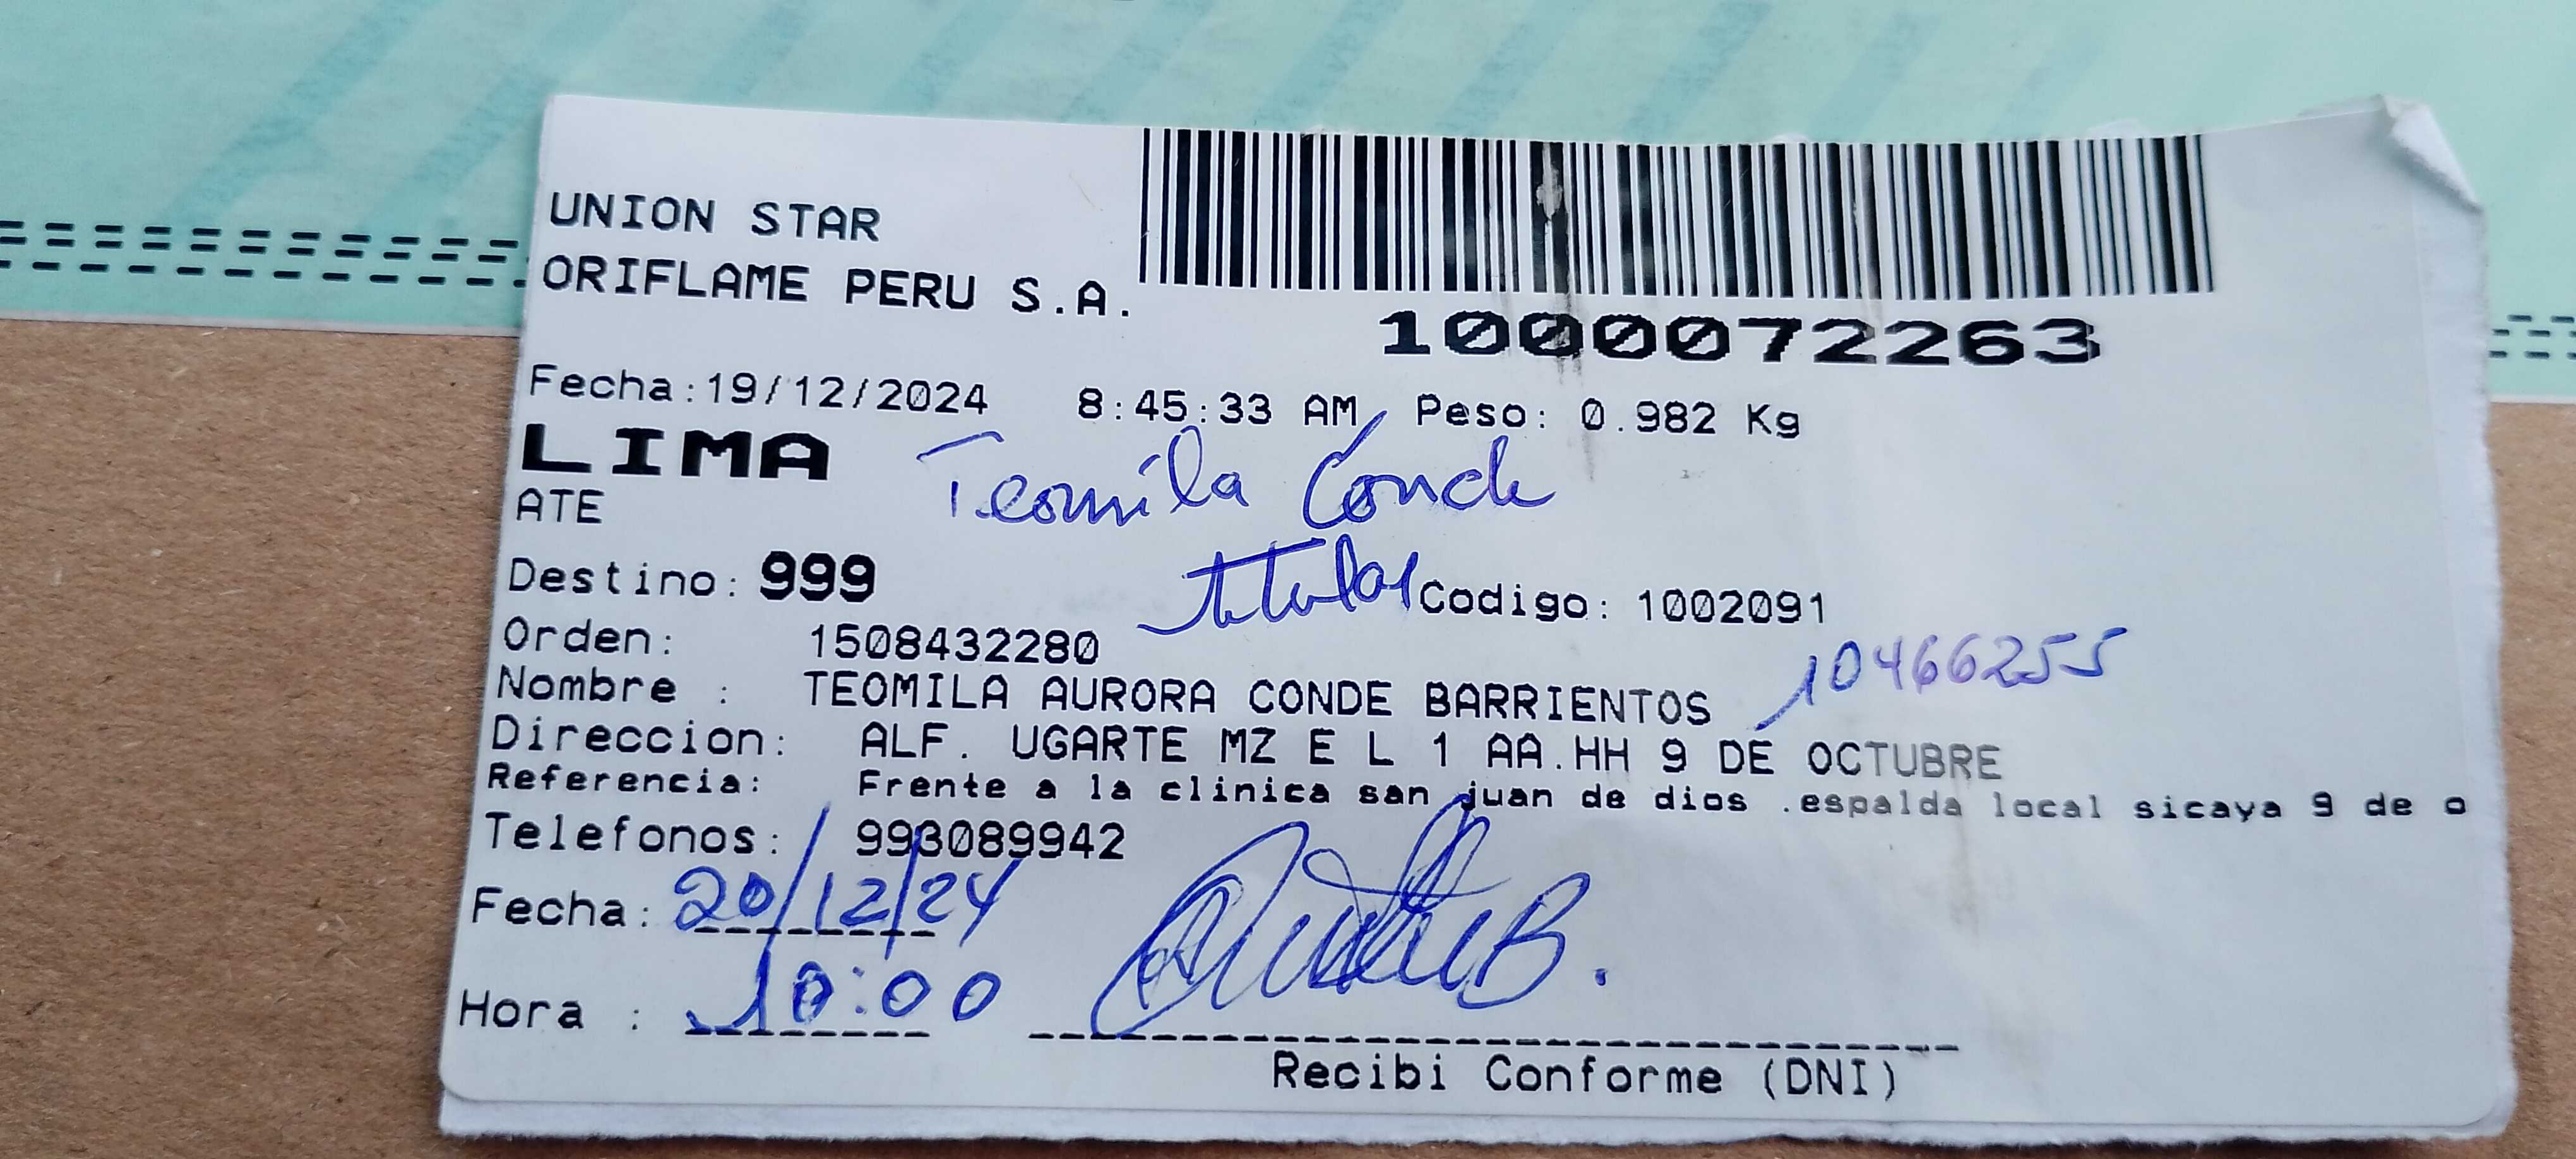 UNION STAR
ORIFLAME PERU S.A.
1000072263
Fecha:19/12/2024 8:45:33 AM Peso: 0.982 Kg
LIMA
Teomila Conde
ATE
titular
Destino: 999 Codigo: 1002091
Orden: 1508432280
10466255
Nombre : TEOMILA AURORA CONDE BARRIENTOS
Direccion: ALF. UGARTE MZ E L 1 AA.HH 9 DE OCTUBRE
Referencia: Frente a la clinica san juan de dios .espalda local sicaya 9 de o
Telefonos: 993089942
Fecha: 20/12/24
Hora : 10:00
Recibi Conforme (DNI)